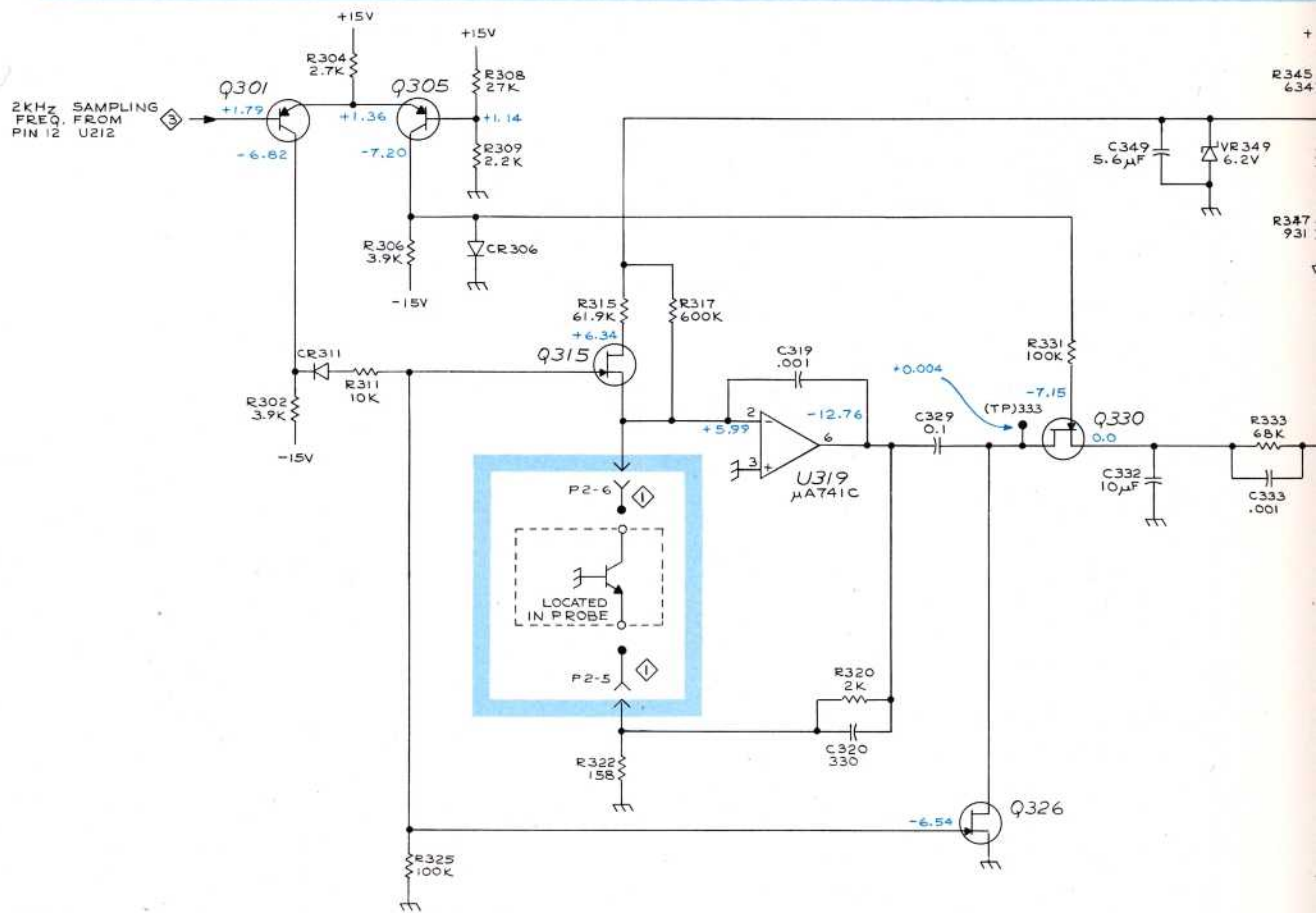 +15V
R304
2.7K
+15V
Q301
Q305
R308
27K
2KHz SAMPLING
FREQ. FROM
PIN 12 U212
3
+1.79
+1.36
+1.14
-6.82
-7.20
R309
2.2K
+
R345
634
C349
5.6µF
VR349
6.2V
R347
931
R306
3.9K
CR306
-15V
R315
61.9K
R317
600K
+6.34
Q315
CR311
R311
10K
R302
3.9K
-15V
C319
.001
R331
100K
+0.004
-7.15
(TP)333
Q330
0.0
2
+5.99
-12.76
6
3
U319
µA741C
C329
0.1
R333
68K
C332
10µF
C333
.001
P2-6
1
LOCATED
IN PROBE
P2-5
1
R320
2K
C320
330
R322
158
-6.54
Q326
R325
100K